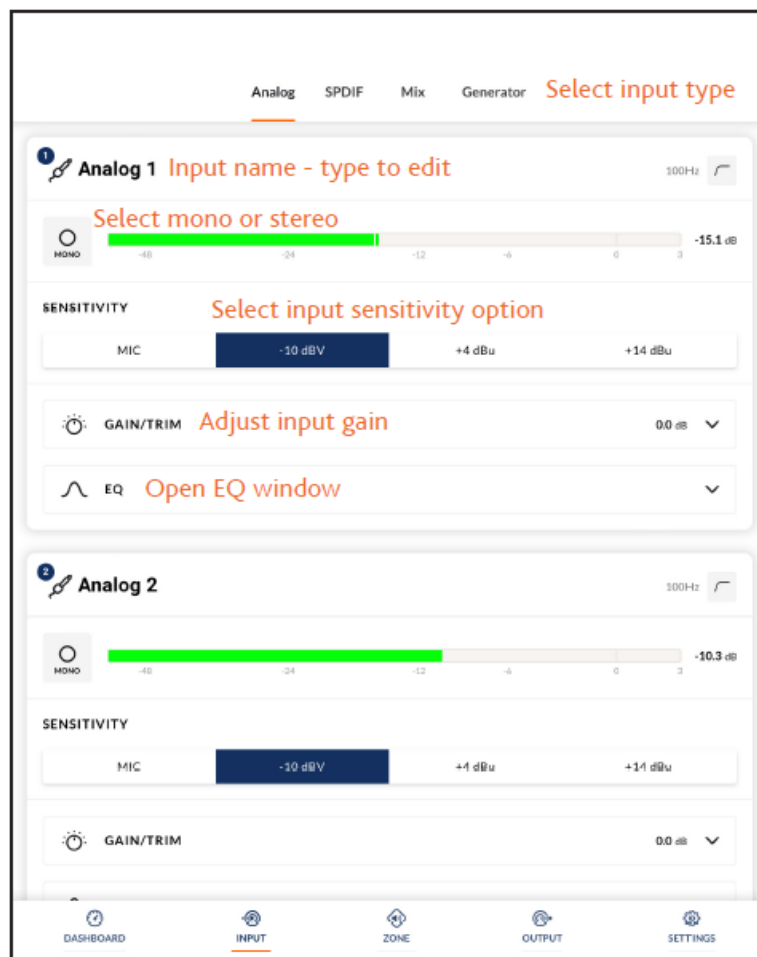 Analog SPDIF Mix Generator Select input type
1 Analog 1 Input name - type to edit 100Hz
Select mono or stereo
MONO -15.1 dB
-48 -24 -12 -6 0 3
SENSITIVITY Select input sensitivity option
MIC -10 dBV +4 dBu +14 dBu
GAIN/TRIM Adjust input gain 0.0 dB
EQ Open EQ window
2 Analog 2 100Hz
MONO -10.3 dB
-48 -24 -12 -6 0 3
SENSITIVITY
MIC -10 dBV +4 dBu +14 dBu
GAIN/TRIM 0.0 dB
DASHBOARD INPUT ZONE OUTPUT SETTINGS